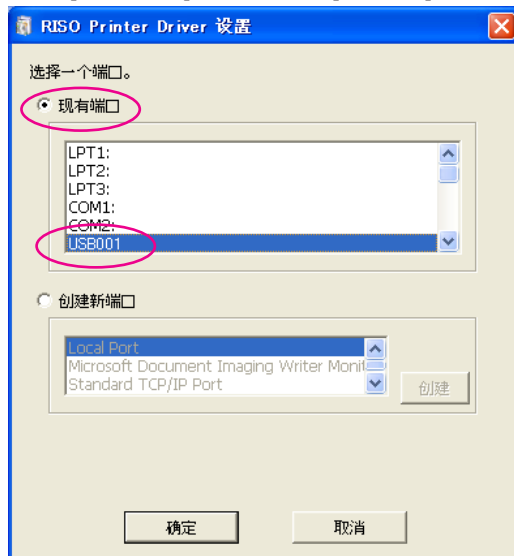 RISO Printer Driver 设置
选择一个端口。
现有端口
LPT1:
LPT2:
LPT3:
COM1:
COM2:
USB001
创建新端口
Local Port
Microsoft Document Imaging Writer Monit
Standard TCP/IP Port
创建
确定
取消